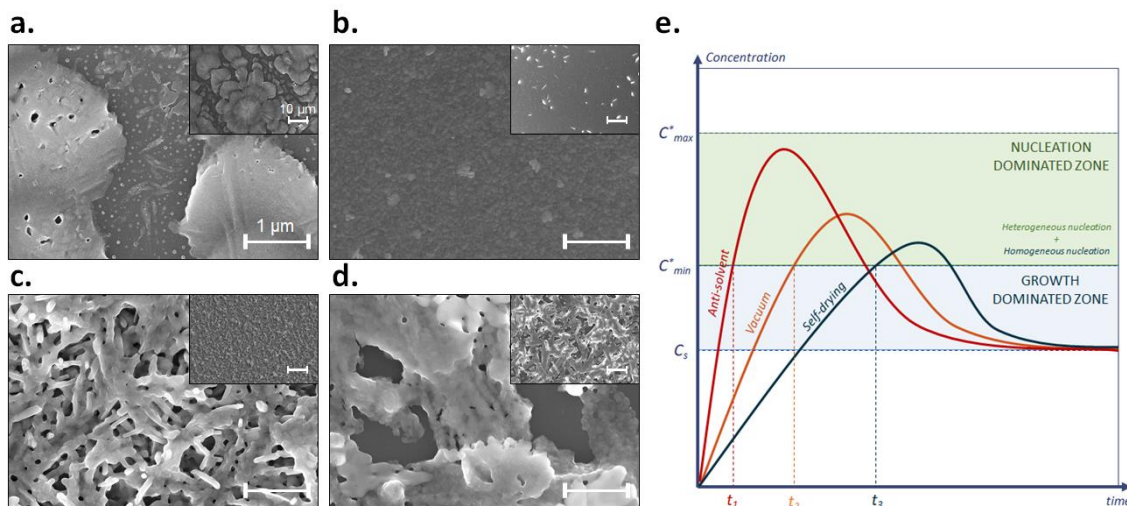 a.
10 μm
1 μm
b.
c.
d.
e.
Concentration
C*max
NUCLEATION
DOMINATED ZONE
Heterogeneous nucleation
+
Homogeneous nucleation
C*min
GROWTH
DOMINATED ZONE
Anti-solvent
Vacuum
Self-drying
Cs
t1
t2
t3
time